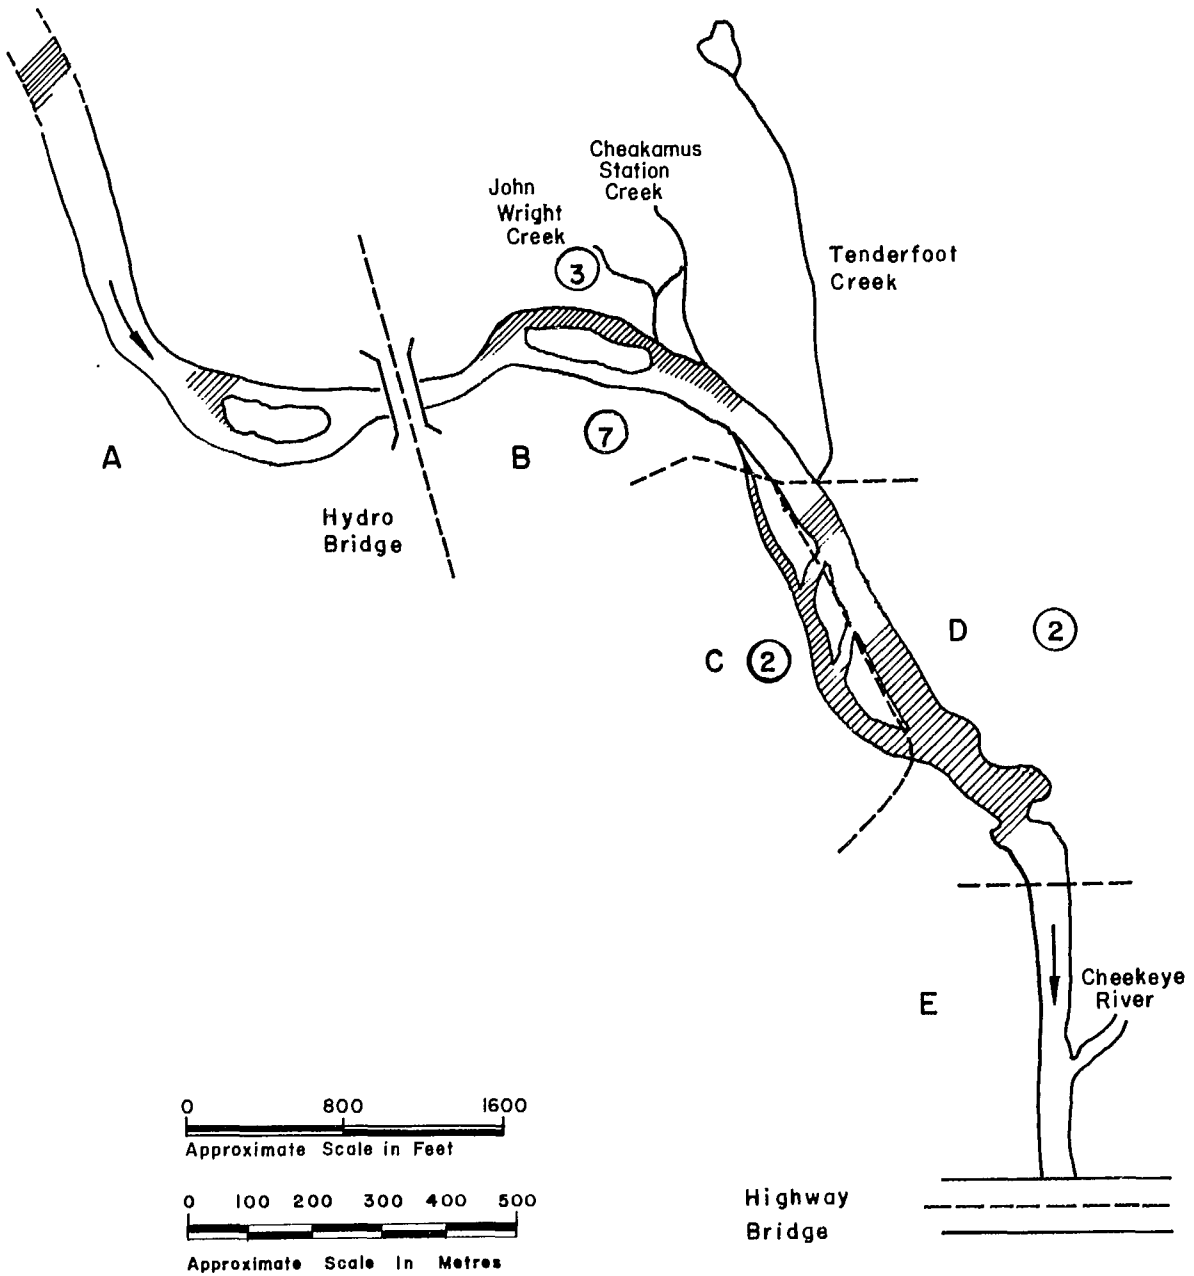 Cheakamus
Station
Creek
John
Wright
Creek
3
Tenderfoot
Creek
A
B
7
Hydro
Bridge
C
2
D
2
E
Cheekeye
River
0 800 1600
Approximate Scale in Feet
0 100 200 300 400 500
Approximate Scale In Metres
Highway
Bridge